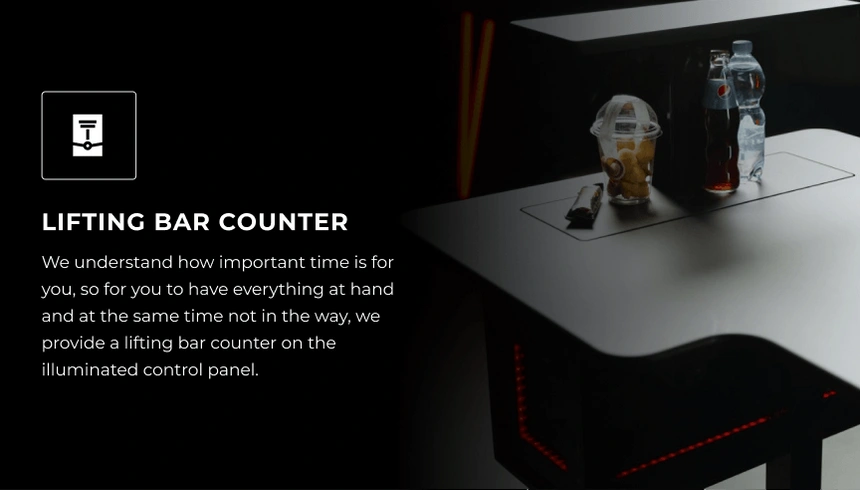 LIFTING BAR COUNTER
We understand how important time is for
you, so for you to have everything at hand
and at the same time not in the way, we
provide a lifting bar counter on the
illuminated control panel.